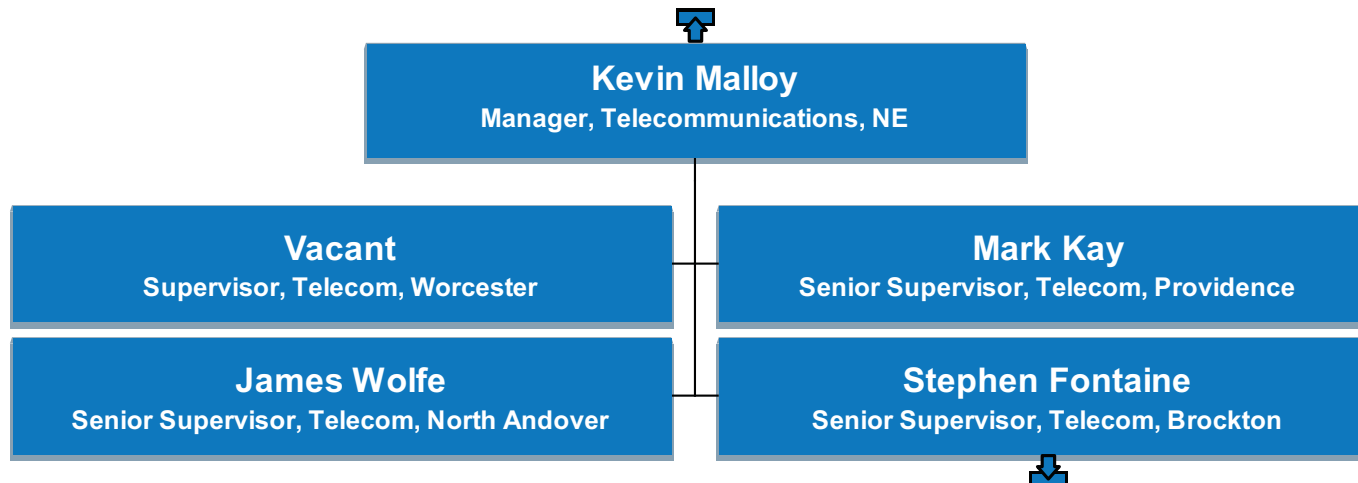 Kevin Malloy
Manager, Telecommunications, NE
Vacant
Supervisor, Telecom, Worcester
Mark Kay
Senior Supervisor, Telecom, Providence
James Wolfe
Senior Supervisor, Telecom, North Andover
Stephen Fontaine
Senior Supervisor, Telecom, Brockton